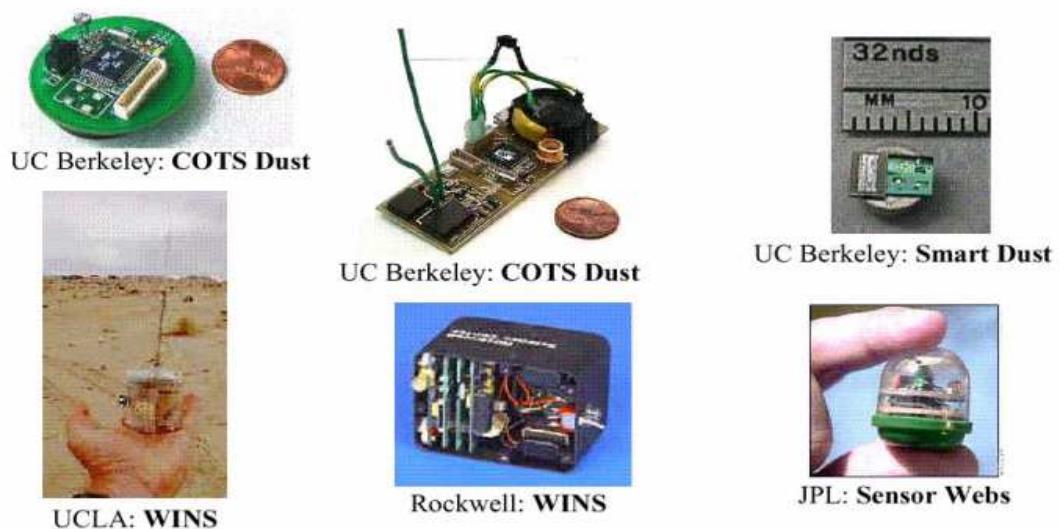 32nds
MM 10
UC Berkeley: COTS Dust
UC Berkeley: COTS Dust
UC Berkeley: Smart Dust
UCLA: WINS
Rockwell: WINS
JPL: Sensor Webs